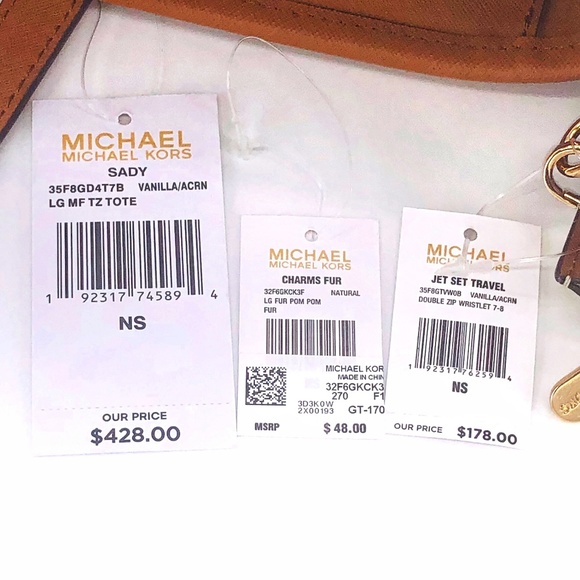 MICHAEL
MICHAEL KORS
SADY
35F8GD4T7B VANILLA/ACRN
LG MF TZ TOTE
1 92317 74589 4
NS
OUR PRICE
$428.00
MICHAEL
MICHAEL KORS
CHARMS FUR
32F6GKCK3F NATURAL
LG FUR POM POM
FUR
MICHAEL KOR
MADE IN CHIN
32F6GKCK3
270 F1
3D3K0W
2X00193 GT-170
MSRP $ 48.00
MICHAEL
MICHAEL KORS
JET SET TRAVEL
35F8GTVW0B VANILLA/ACRN
DOUBLE ZIP WRISTLET 7-8
1 92317 76259 4
NS
OUR PRICE $178.00